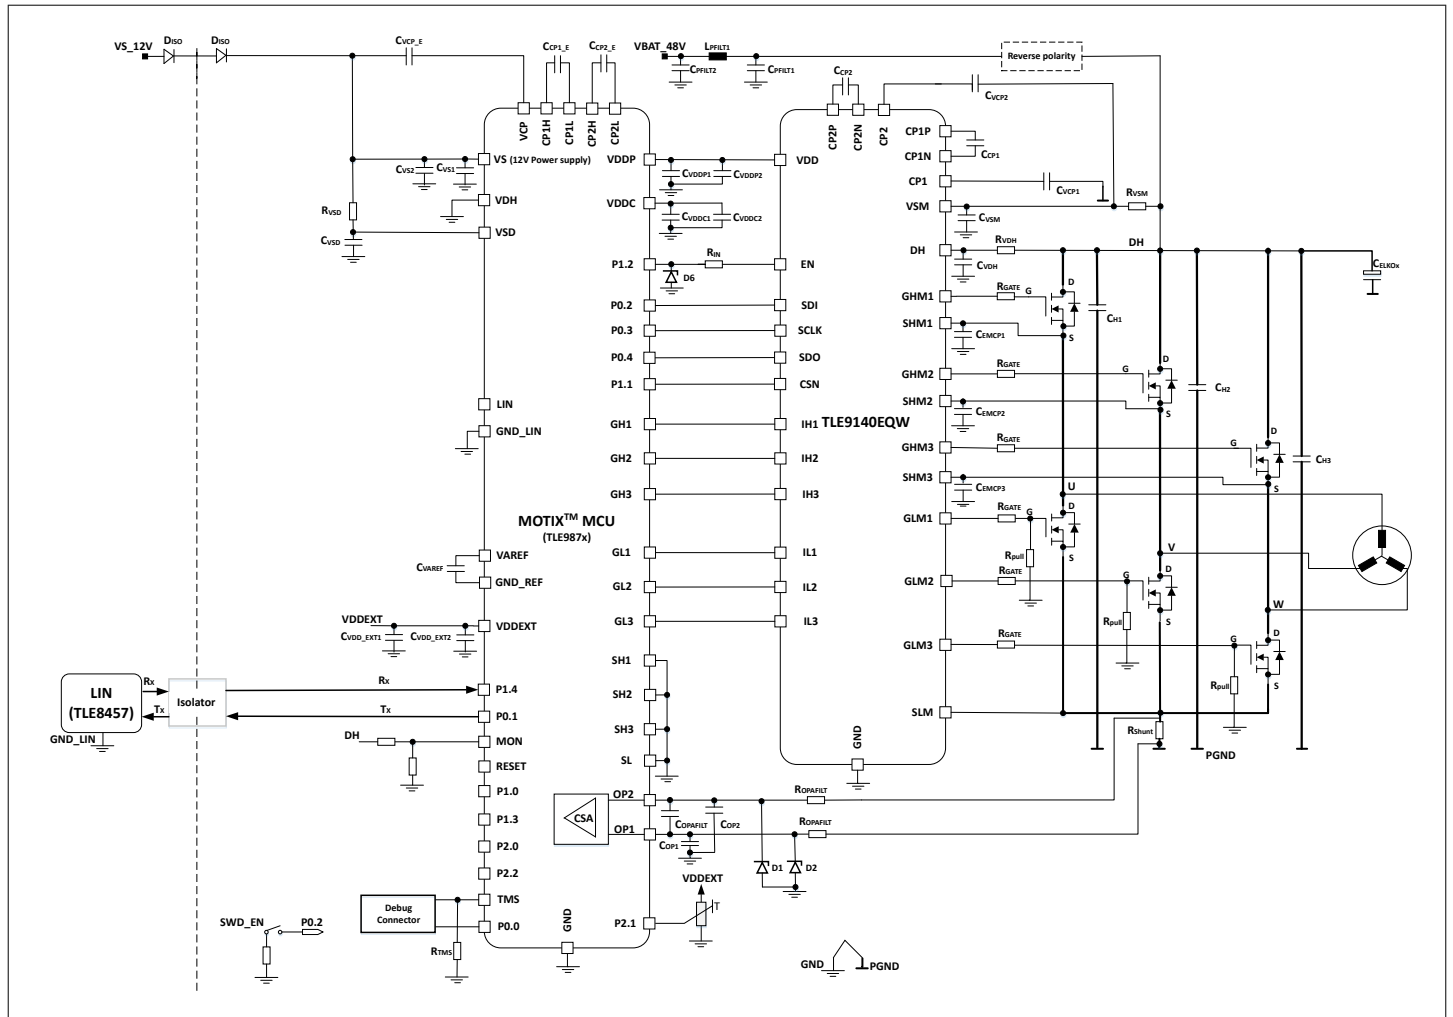 VS_12V
DISO
DISO
CVCP_E
CCP1_E
CCP2_E
VBAT_48V
LPFILT1
CPFILT2
CPFILT1
Reverse polarity
CCP2
CVCP2
VCP
CP1H
CP1L
CP2H
CP2L
CP2P
CP2N
CP2
VS (12V Power supply)
VDDP
VDD
CP1P
CP1N
CCP1
CP1
CVCP1
RVSM
VSM
CVSM
CVS2
CVS1
CVDDP1
CVDDP2
VDH
VDDC
CVDDC1
CVDDC2
RVSD
VSD
CVSD
P1.2
RIN
D6
EN
DH
RVDH
DH
CVDH
CELKOx
P0.2
SDI
GHM1
RGATE
G
D
S
CH1
P0.3
SCLK
SHM1
CEMCP1
P0.4
SDO
P1.1
CSN
GHM2
RGATE
G
D
S
CH2
LIN
SHM2
CEMCP2
GND_LIN
GH1
IH1
TLE9140EQW
GHM3
RGATE
G
D
S
CH3
GH2
IH2
SHM3
CEMCP3
GH3
IH3
U
MOTIX™ MCU
(TLE987x)
GLM1
RGATE
G
D
S
Rpull
VAREF
CVAREF
GND_REF
GL1
IL1
V
GL2
IL2
GLM2
RGATE
G
D
S
Rpull
W
VDDEXT
VDDEXT
CVDD_EXT1
CVDD_EXT2
GL3
IL3
GLM3
RGATE
G
D
S
Rpull
SH1
LIN
(TLE8457)
Rx
Tx
Isolator
Rx
Tx
P1.4
P0.1
SH2
SH3
SLM
RShunt
PGND
GND_LIN
DH
MON
SL
GND
RESET
P1.0
P1.3
P2.0
P2.2
CSA
OP2
OP1
COPAFILT
COP1
COP2
ROPAFILT
ROPAFILT
D1
D2
Debug
Connector
TMS
P0.0
RTMS
GND
VDDEXT
T
P2.1
SWD_EN
P0.2
GND
PGND